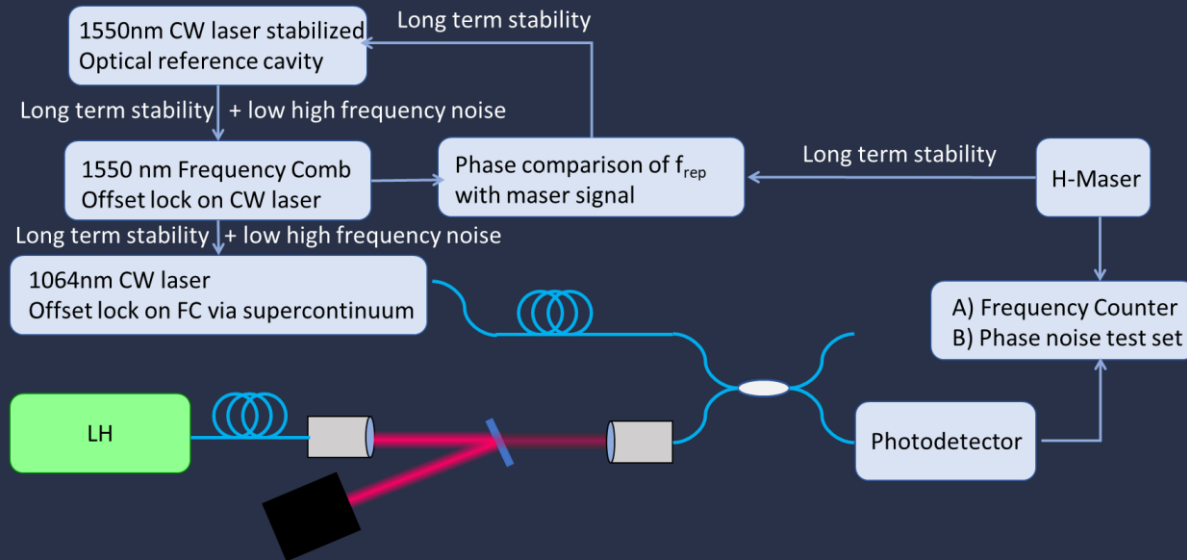 1550nm CW laser stabilized
Optical reference cavity
Long term stability
Long term stability + low high frequency noise
1550 nm Frequency Comb
Offset lock on CW laser
Phase comparison of frep
with maser signal
Long term stability
H-Maser
Long term stability + low high frequency noise
1064nm CW laser
Offset lock on FC via supercontinuum
A) Frequency Counter
B) Phase noise test set
LH
Photodetector